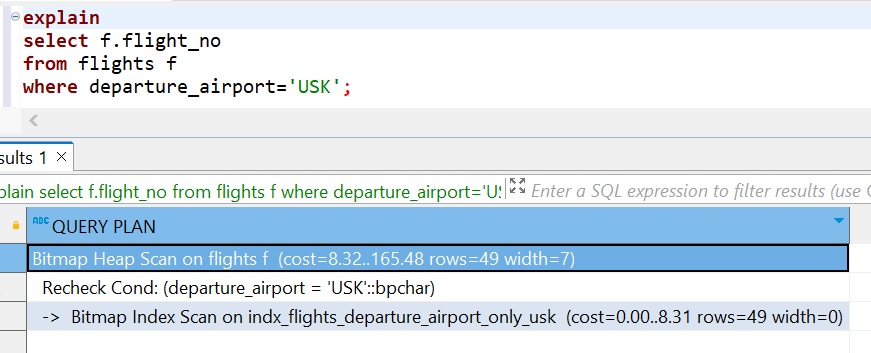 explain
select f.flight_no
from flights f
where departure_airport='USK';
sults 1 ×
plain select f.flight_no from flights f where departure_airport='U
Enter a SQL expression to filter results (use
ABC QUERY PLAN
Bitmap Heap Scan on flights f (cost=8.32..165.48 rows=49 width=7)
Recheck Cond: (departure_airport = 'USK'::bpchar)
-> Bitmap Index Scan on indx_flights_departure_airport_only_usk (cost=0.00..8.31 rows=49 width=0)